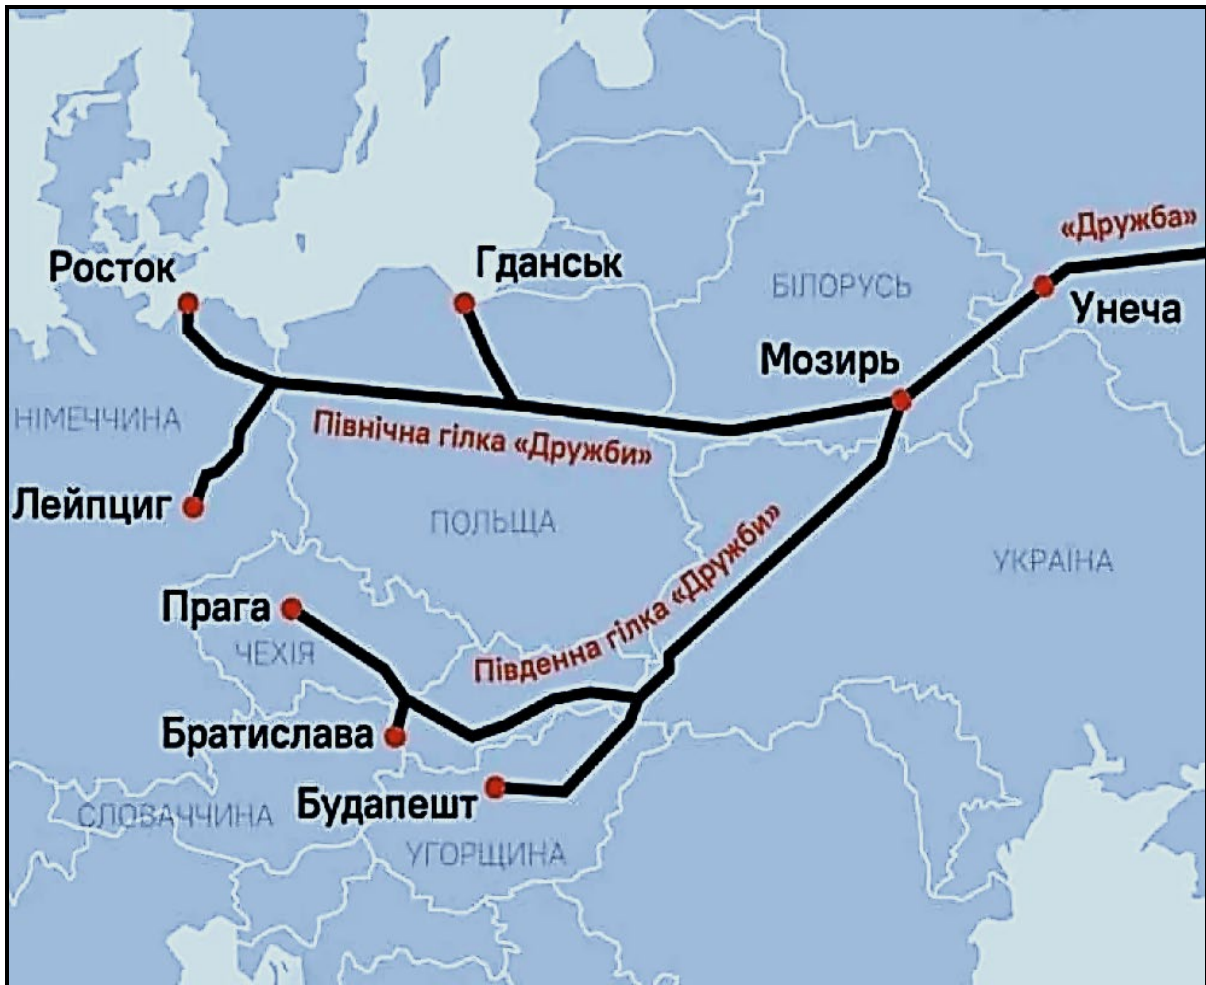 «Дружба»
Росток
Гданськ
БІЛОРУСЬ
Унеча
Мозирь
НІМЕЧЧИНА
Північна гілка «Дружби»
Лейпциг
ПОЛЬЩА
УКРАЇНА
Південна гілка «Дружби»
Прага
ЧЕХІЯ
Братислава
Будапешт
СЛОВАЧЧИНА
УГОРЩИНА